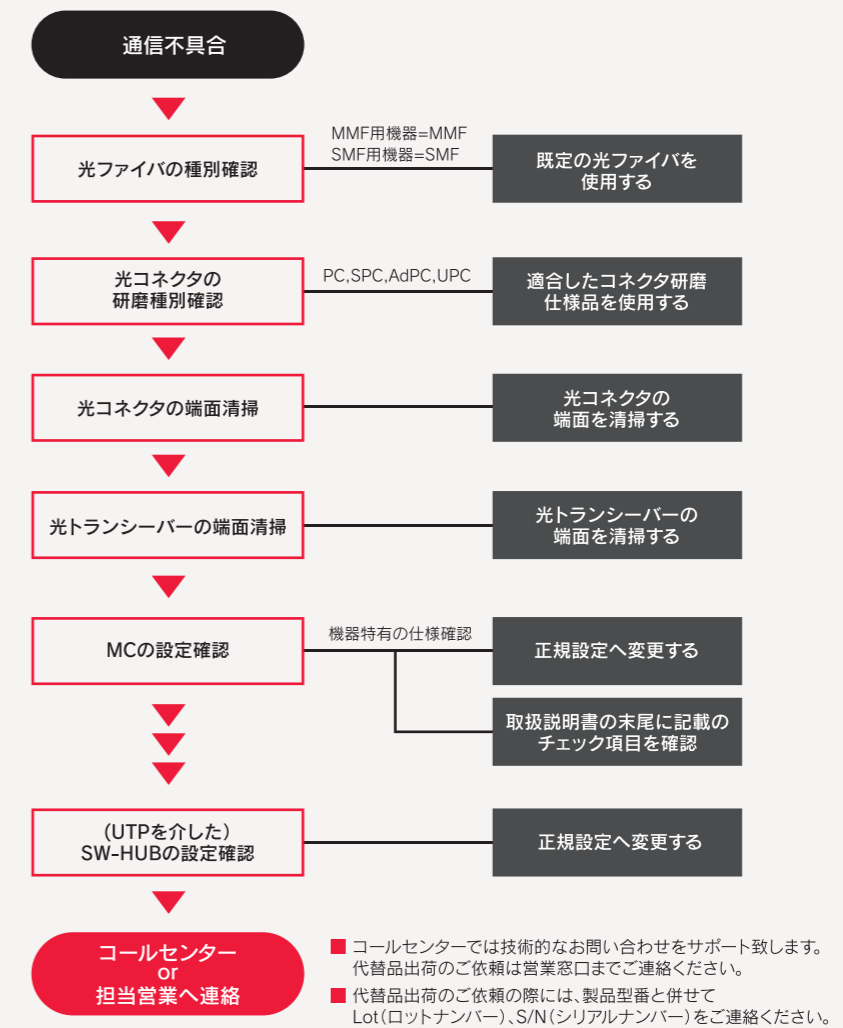 通信不具合
光ファイバの種別確認
MMF用機器=MMF
SMF用機器=SMF
既定の光ファイバを
使用する
光コネクタの
研磨種別確認
PC,SPC,AdPC,UPC
適合したコネクタ研磨
仕様品を使用する
光コネクタの端面清掃
光コネクタの
端面を清掃する
光トランシーバーの端面清掃
光トランシーバーの
端面を清掃する
MCの設定確認
機器特有の仕様確認
正規設定へ変更する
取扱説明書の末尾に記載の
チェック項目を確認
(UTPを介した)
SW-HUBの設定確認
正規設定へ変更する
コールセンター
or
担当営業へ連絡
■ コールセンターでは技術的なお問い合わせをサポート致します。
代替品出荷のご依頼は営業窓口までご連絡ください。
■ 代替品出荷のご依頼の際には、製品型番と併せて
Lot(ロットナンバー)、S/N(シリアルナンバー)をご連絡ください。